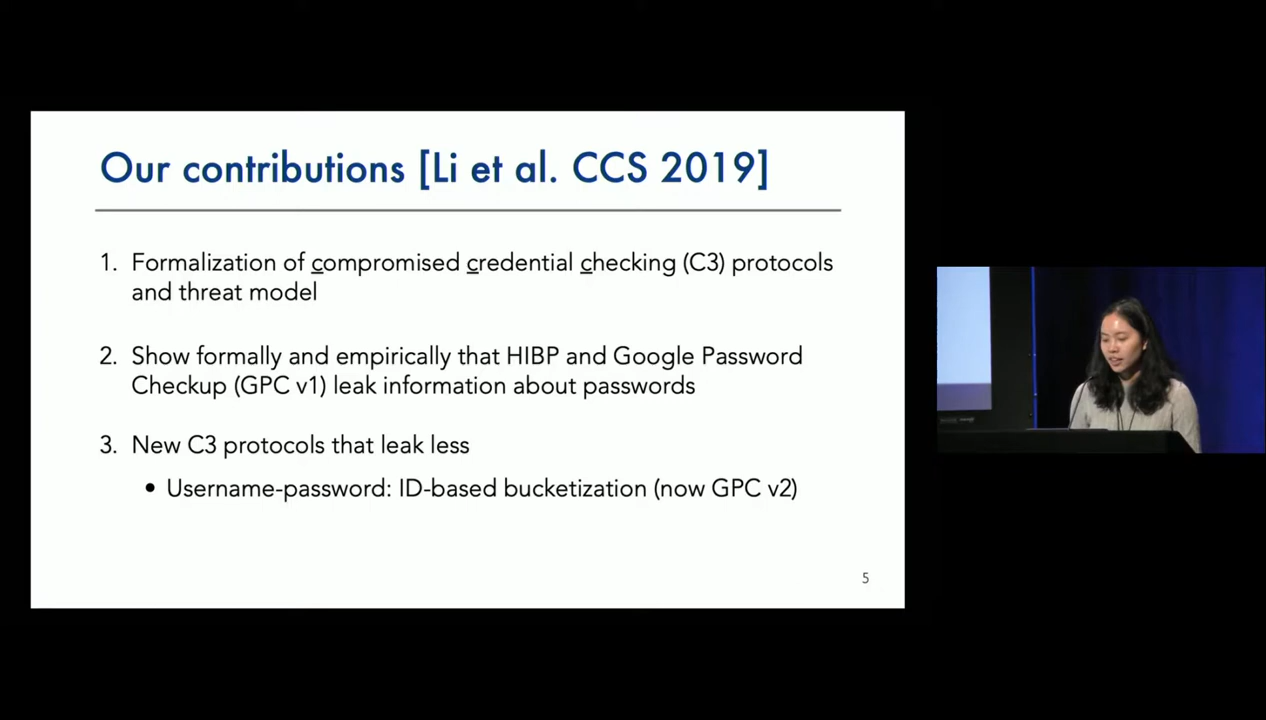 Our contributions [Li et al. CCS 2019]
1. Formalization of compromised credential checking (C3) protocols
and threat model
2. Show formally and empirically that HIBP and Google Password
Checkup (GPC v1) leak information about passwords
3. New C3 protocols that leak less
• Username-password: ID-based bucketization (now GPC v2)
5